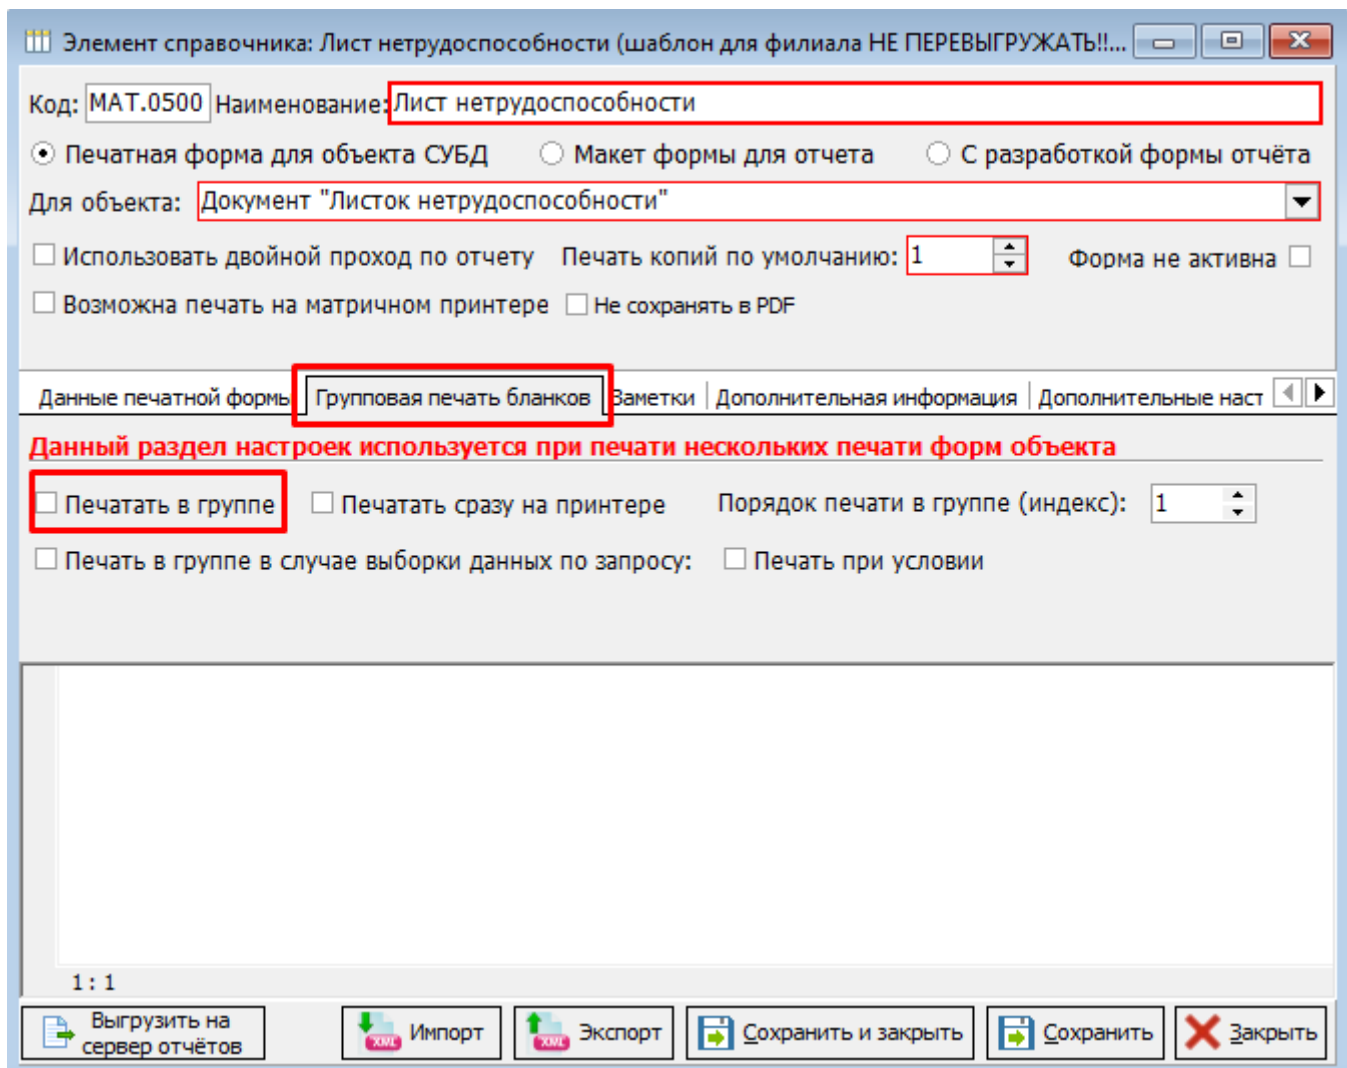 Элемент справочника: Лист нетрудоспособности (шаблон для филиала НЕ ПЕРЕВЫГРУЖАТЬ!!...
Код: МАТ.0500 Наименование: Лист нетрудоспособности
Печатная форма для объекта СУБД Макет формы для отчета С разработкой формы отчёта
Для объекта: Документ "Листок нетрудоспособности"
Использовать двойной проход по отчету Печать копий по умолчанию: 1 Форма не активна
Возможна печать на матричном принтере Не сохранять в PDF
Данные печатной формы Групповая печать бланков Заметки Дополнительная информация Дополнительные наст
Данный раздел настроек используется при печати нескольких печати форм объекта
Печатать в группе Печатать сразу на принтере Порядок печати в группе (индекс): 1
Печать в группе в случае выборки данных по запросу: Печать при условии
1: 1
Выгрузить на
сервер отчётов
XML Импорт XML Экспорт Сохранить и закрыть Сохранить Закрыть